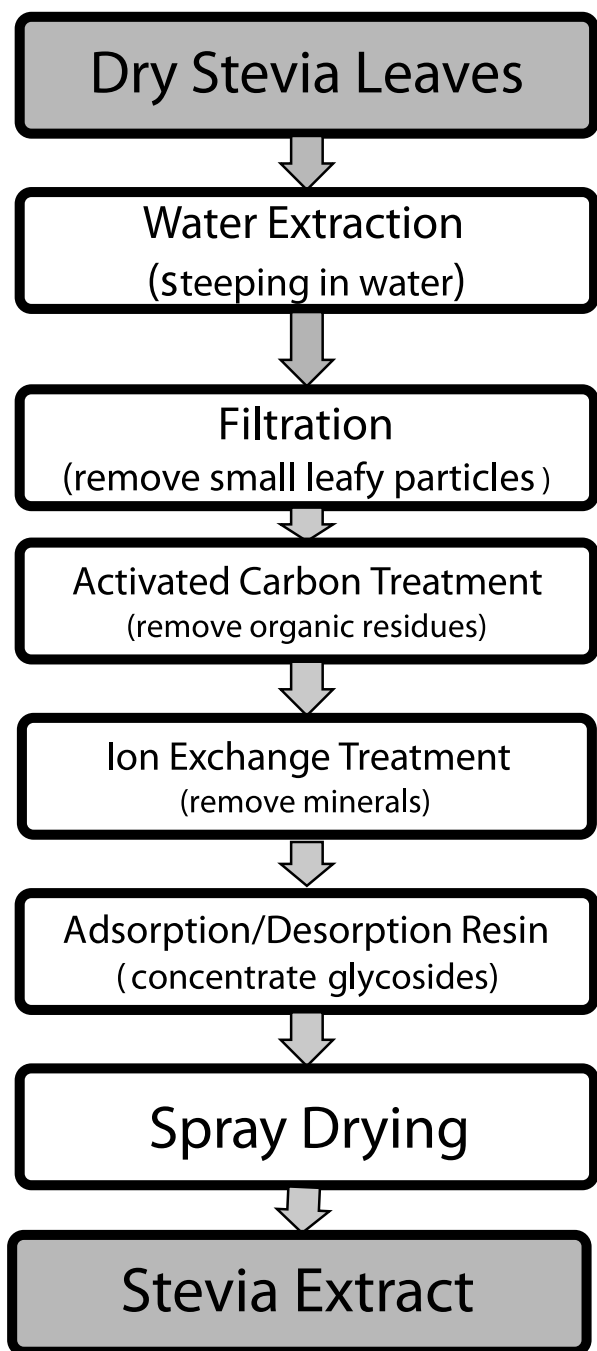 Dry Stevia Leaves
Water Extraction
(steeping in water)
Filtration
(remove small leafy particles )
Activated Carbon Treatment
(remove organic residues)
Ion Exchange Treatment
(remove minerals)
Adsorption/Desorption Resin
( concentrate glycosides)
Spray Drying
Stevia Extract